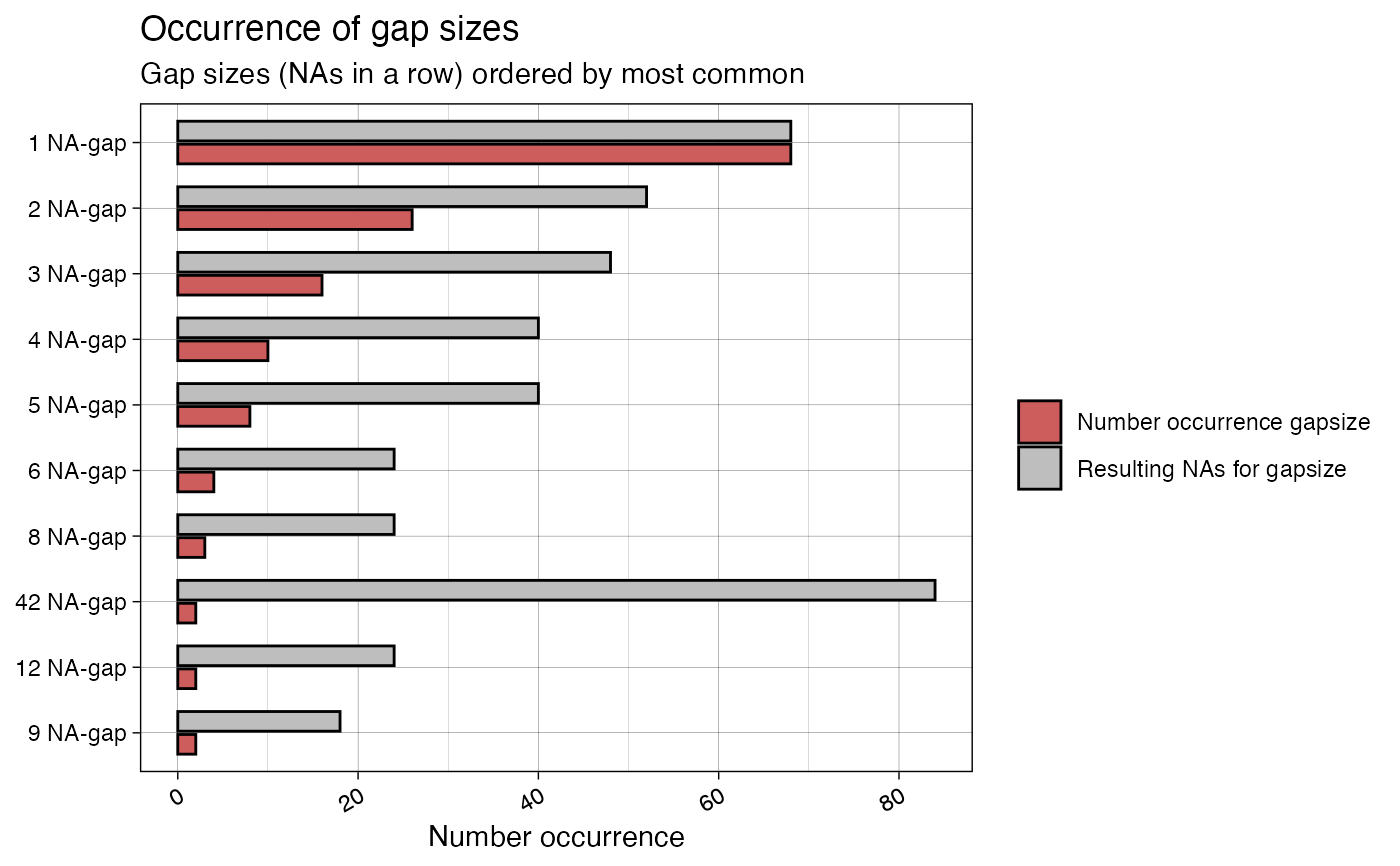 Occurrence of gap sizes
Gap sizes (NAs in a row) ordered by most common
1 NA-gap
2 NA-gap
3 NA-gap
4 NA-gap
5 NA-gap
6 NA-gap
8 NA-gap
42 NA-gap
12 NA-gap
9 NA-gap
0 20 40 60 80
Number occurrence
Number occurrence gapsize
Resulting NAs for gapsize